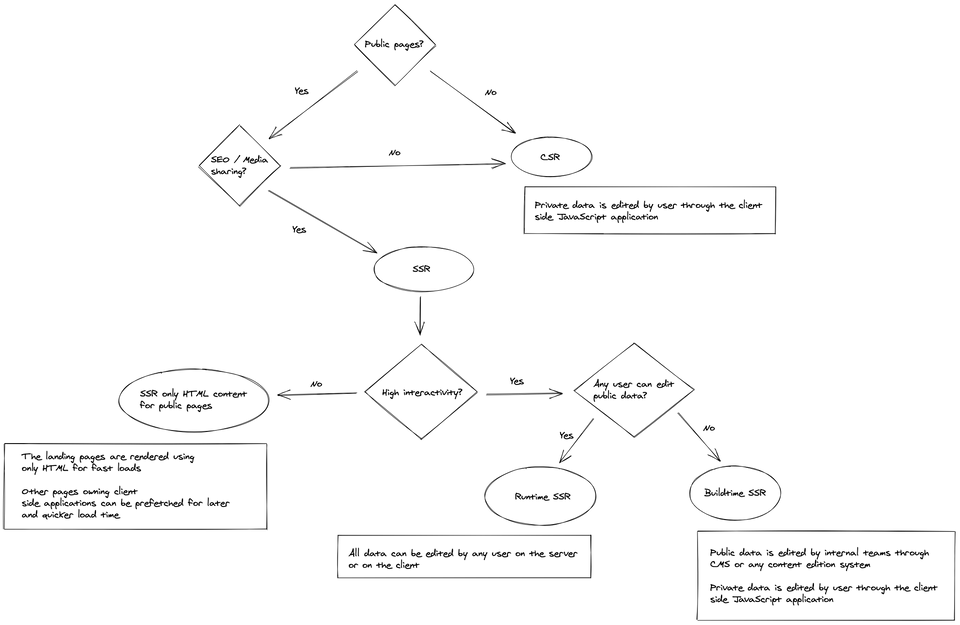 Public pages?
Yes
No
SEO / Media
sharing?
No
CSR
Private data is edited by user through the client
side JavaScript application
Yes
SSR
SSR only HTML content
for public pages
No
High interactivity?
Yes
Any user can edit
public data?
The landing pages are rendered using
only HTML for fast loads
Other pages owning client
side applications can be prefetched for later
and quicker load time
Yes
No
Runtime SSR
Buildtime SSR
All data can be edited by any user on the server
or on the client
Public data is edited by internal teams through
CMS or any content edition system
Private data is edited by user through the client
side JavaScript application